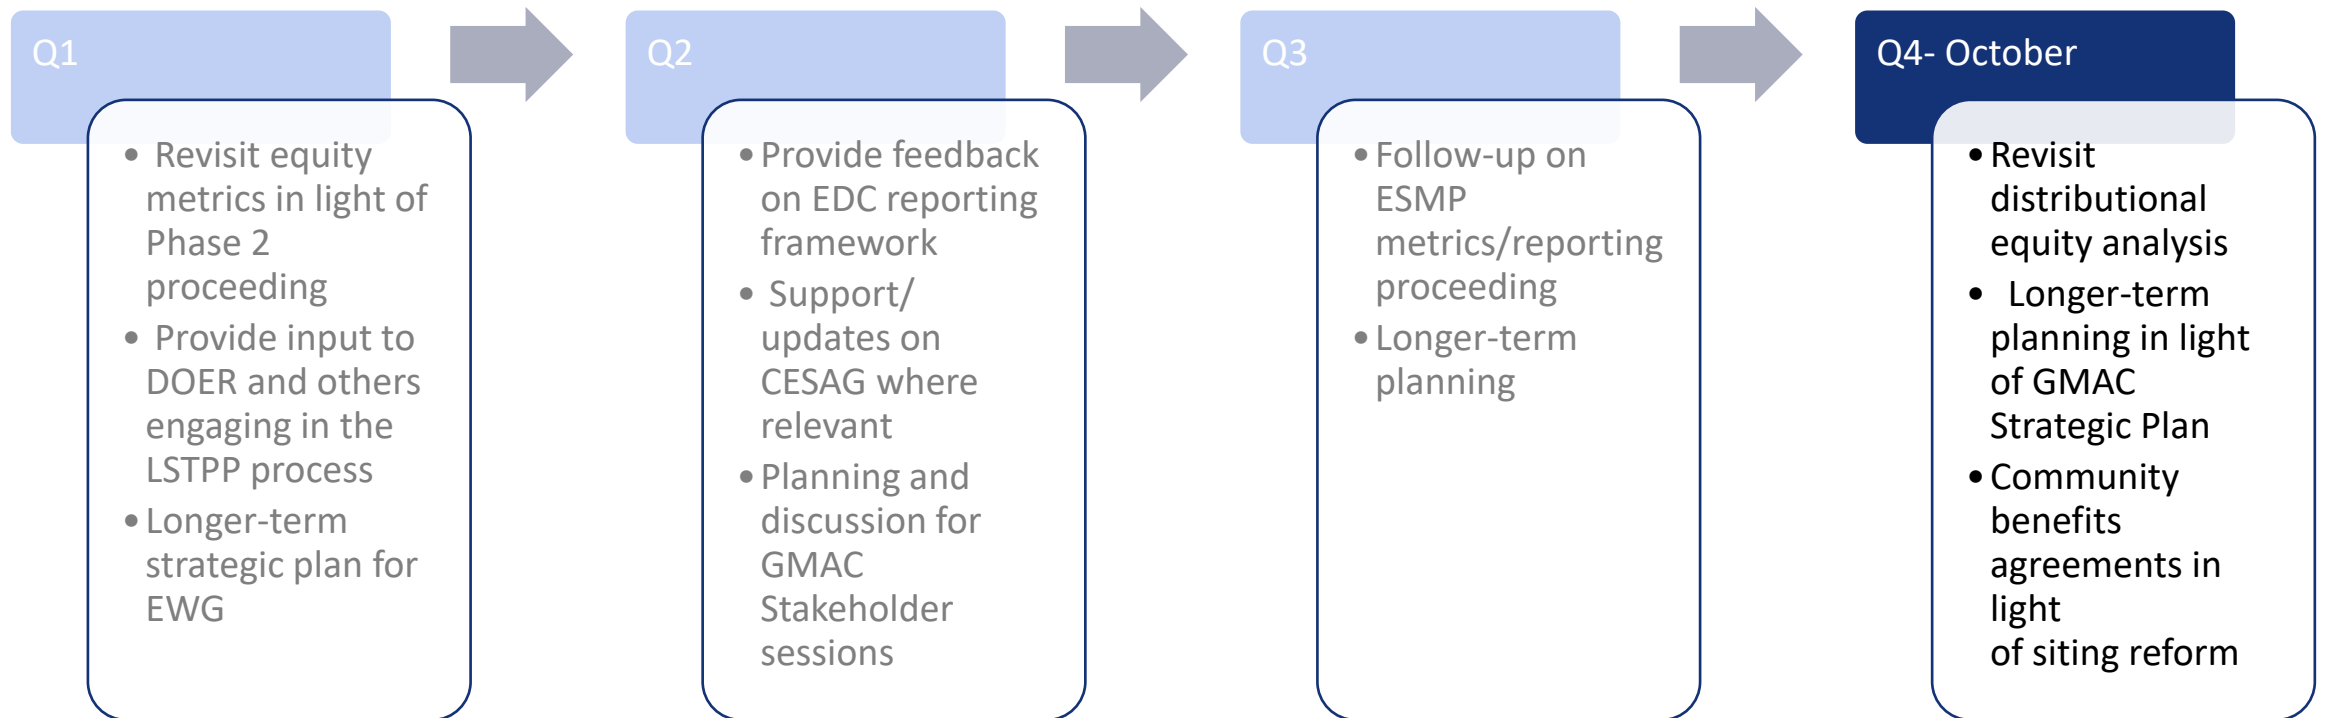 Q1
• Revisit equity
metrics in light of
Phase 2
proceeding
• Provide input to
DOER and others
engaging in the
LSTPP process
• Longer-term
strategic plan for
EWG
Q2
• Provide feedback
on EDC reporting
framework
• Support/
updates on
CESAG where
relevant
• Planning and
discussion for
GMAC
Stakeholder
sessions
Q3
• Follow-up on
ESMP
metrics/reporting
proceeding
• Longer-term
planning
Q4- October
• Revisit
distributional
equity analysis
• Longer-term
planning in light
of GMAC
Strategic Plan
• Community
benefits
agreements in
light
of siting reform